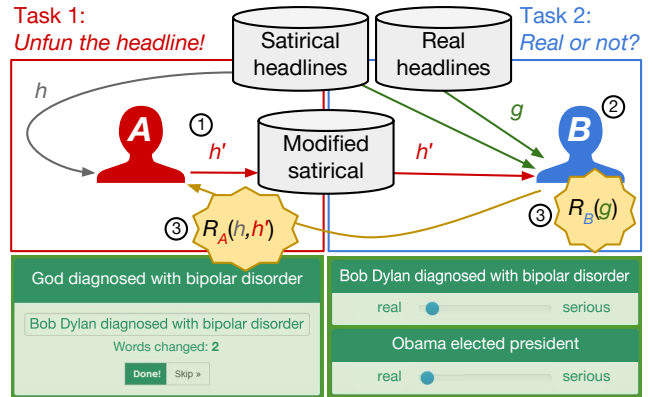 Task 1:
Unfun the headline!
Satirical
headlines
Real
headlines
Task 2:
Real or not?
h
A
1
h'
Modified
satirical
h'
g
B
2
3
R_A(h,h')
3
R_B(g)
God diagnosed with bipolar disorder
Bob Dylan diagnosed with bipolar disorder
Words changed: 2
Done! Skip »
Bob Dylan diagnosed with bipolar disorder
real serious
Obama elected president
real serious